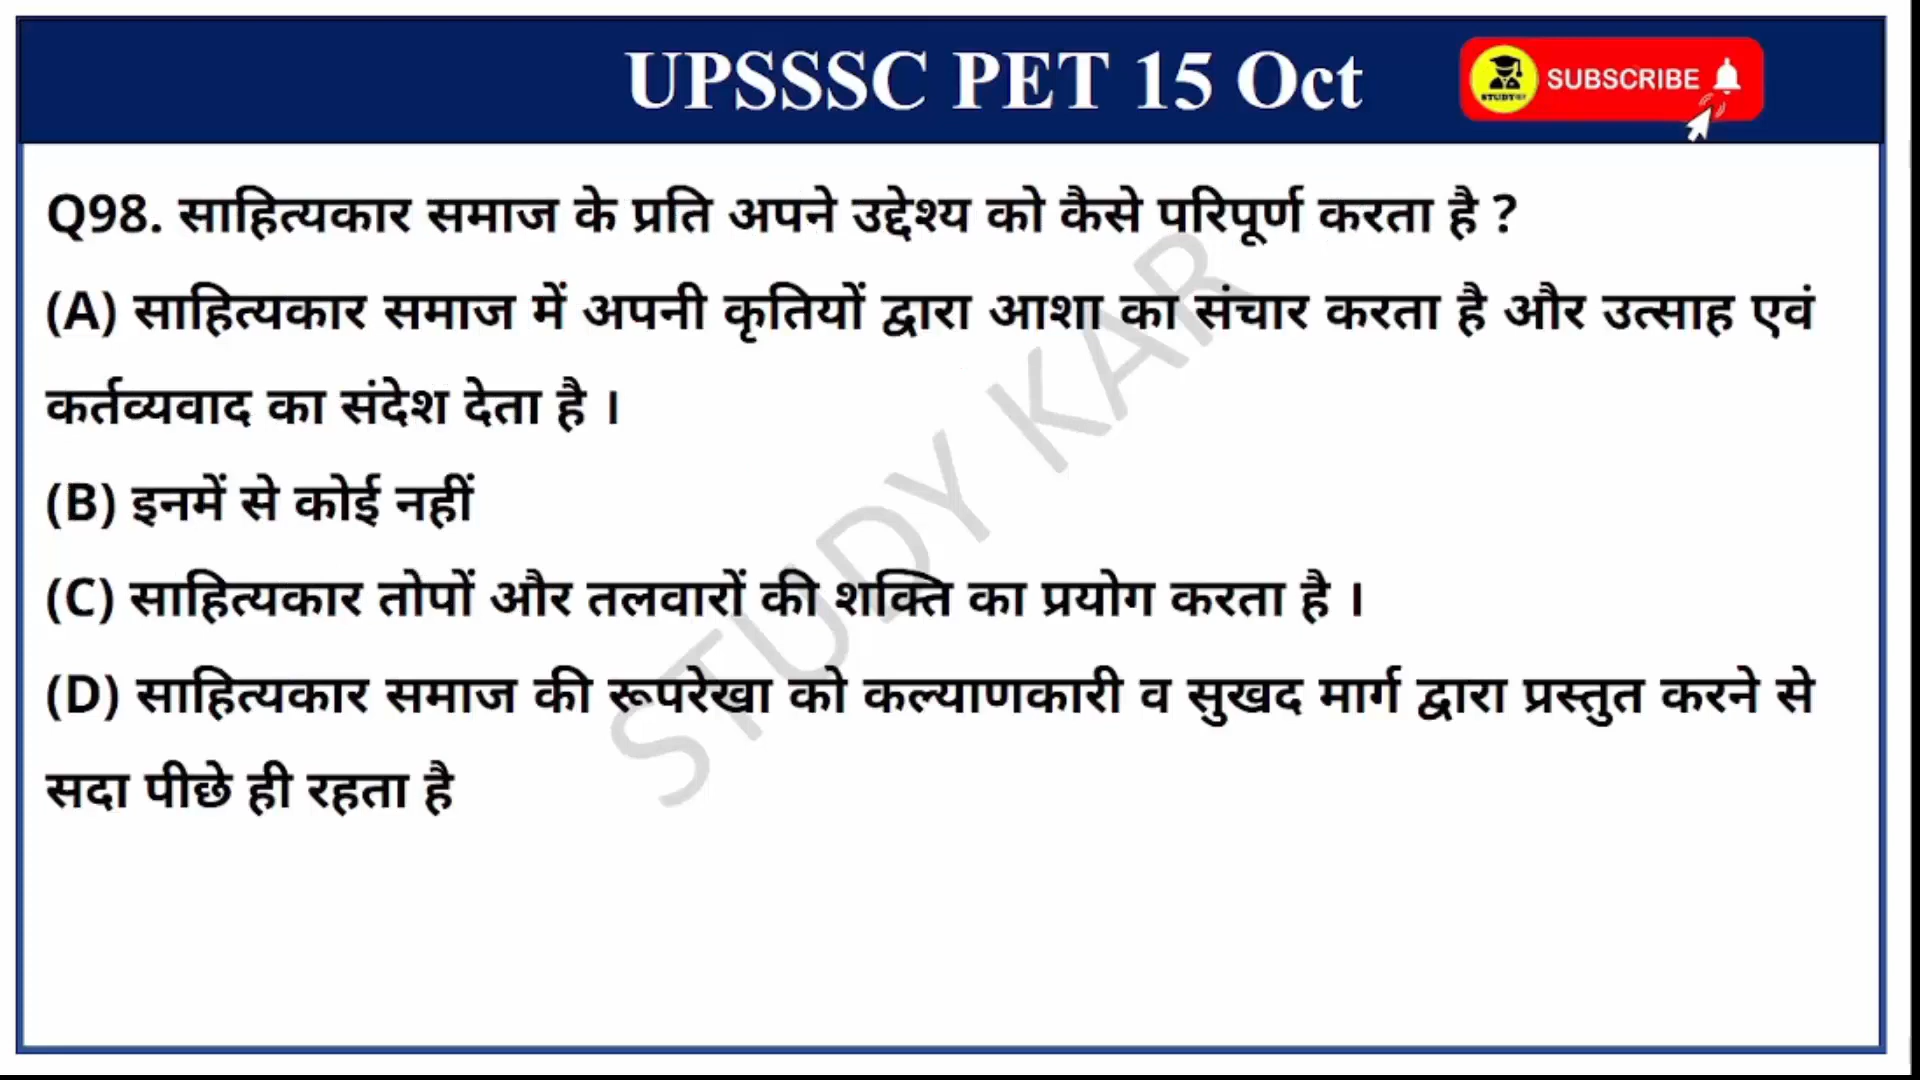 UPSSSC PET 15 Oct
STUDY
SUBSCRIBE
Q98. साहित्यकार समाज के प्रति अपने उद्देश्य को कैसे परिपूर्ण करता है ?
(A) साहित्यकार समाज में अपनी कृतियों द्वारा आशा का संचार करता है और उत्साह एवं
कर्तव्यवाद का संदेश देता है ।
(B) इनमें से कोई नहीं
(C) साहित्यकार तोपों और तलवारों की शक्ति का प्रयोग करता है ।
(D) साहित्यकार समाज की रूपरेखा को कल्याणकारी व सुखद मार्ग द्वारा प्रस्तुत करने से
सदा पीछे ही रहता है
STUDY KAR